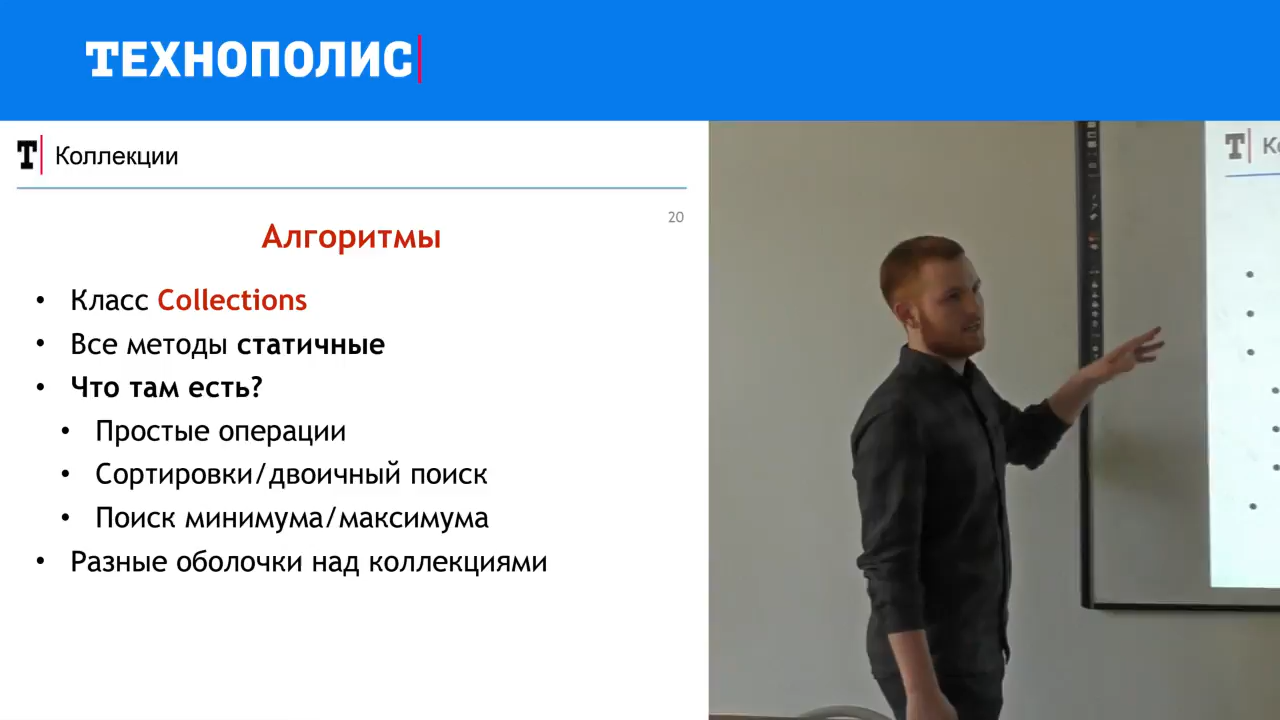 ТЕХНОПОЛИС
Т Коллекции
20
Алгоритмы
• Класс Collections
• Все методы статичные
• Что там есть?
• Простые операции
• Сортировки/двоичный поиск
• Поиск минимума/максимума
• Разные оболочки над коллекциями
Т Ко